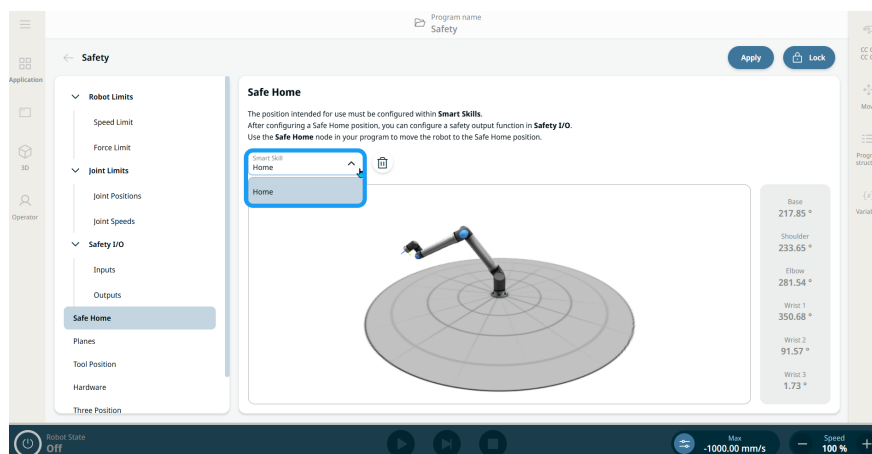 Program name
Safety
Safety
Apply
Lock
Application
3D
Operator
Robot Limits
Speed Limit
Force Limit
Joint Limits
Joint Positions
Joint Speeds
Safety I/O
Inputs
Outputs
Safe Home
Planes
Tool Position
Hardware
Three Position
Safe Home
The position intended for use must be configured within Smart Skills.
After configuring a Safe Home position, you can configure a safety output function in Safety I/O.
Use the Safe Home node in your program to move the robot to the Safe Home position.
Smart Skill
Home
Home
Base
217.85 °
Shoulder
233.65 °
Elbow
281.54 °
Wrist 1
350.68 °
Wrist 2
91.57 °
Wrist 3
1.73 °
Robot State
Off
Max
-1000.00 mm/s
Speed
100 %